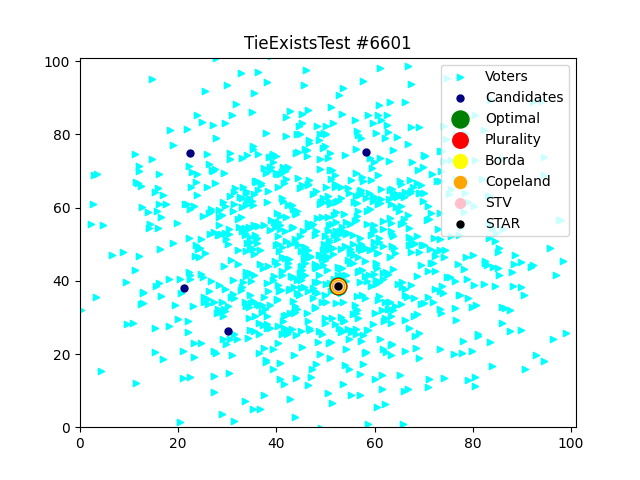 TieExistsTest #6601
100
80
60
40
20
0
0
20
40
60
80
100
Voters
Candidates
Optimal
Plurality
Borda
Copeland
STV
STAR